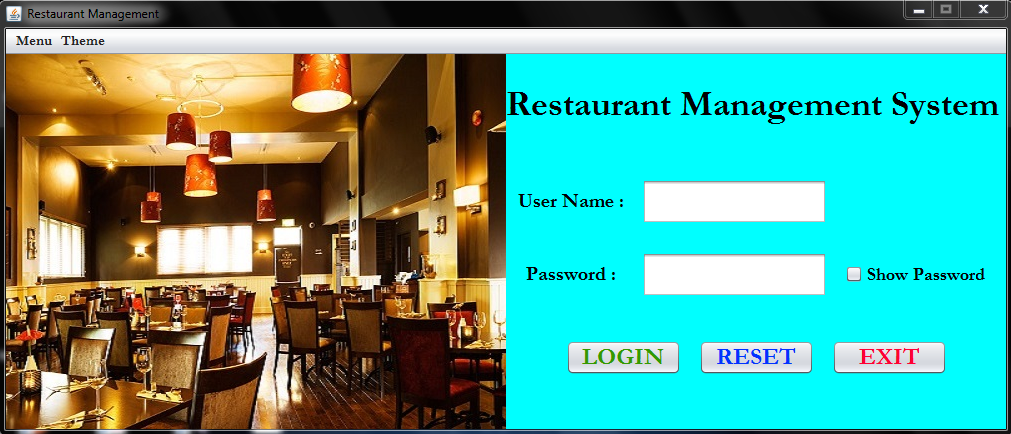 Restaurant Management
Menu Theme
Restaurant Management System
User Name :
Password :
Show Password
LOGIN RESET EXIT